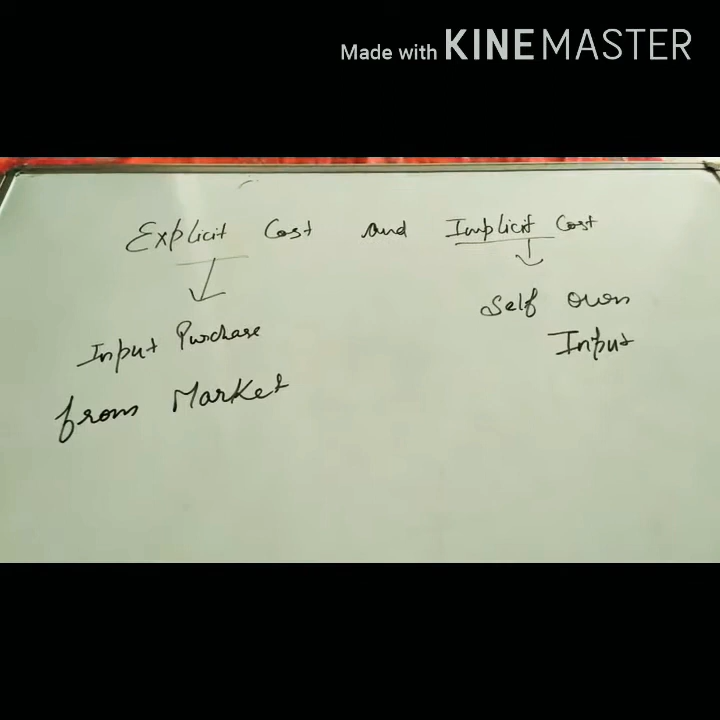 Made with KINEMASTER
Explicit Cost and Implicit Cost
Input Purchase
from Market
Self own
Input